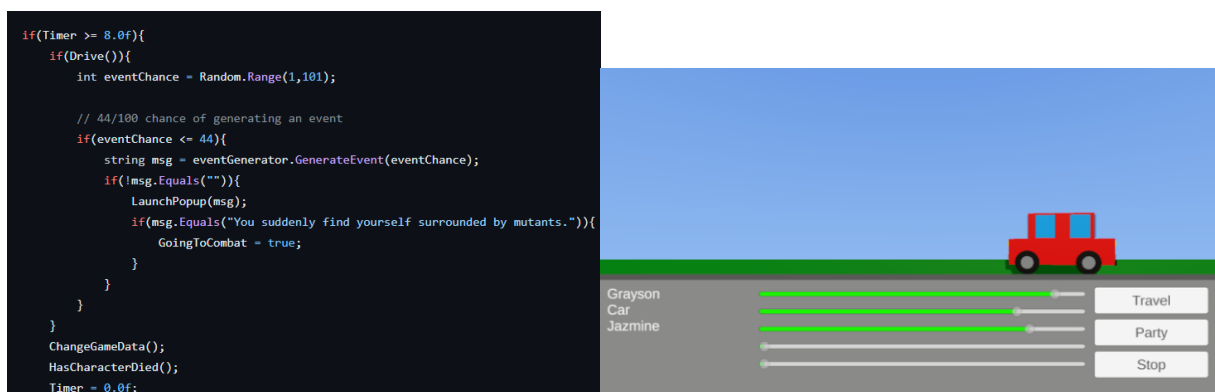 if(Timer >= 8.0f){
if(Drive()){
int eventChance = Random.Range(1,101);
// 44/100 chance of generating an event
if(eventChance <= 44){
string msg = eventGenerator.GenerateEvent(eventChance);
if(!msg.Equals("")){
LaunchPopup(msg);
if(msg.Equals("You suddenly find yourself surrounded by mutants.")){
GoingToCombat = true;
}
}
}
}
ChangeGameData();
HasCharacterDied();
Timer = 0.0f;
Grayson
Car
Jazmine
Travel
Party
Stop